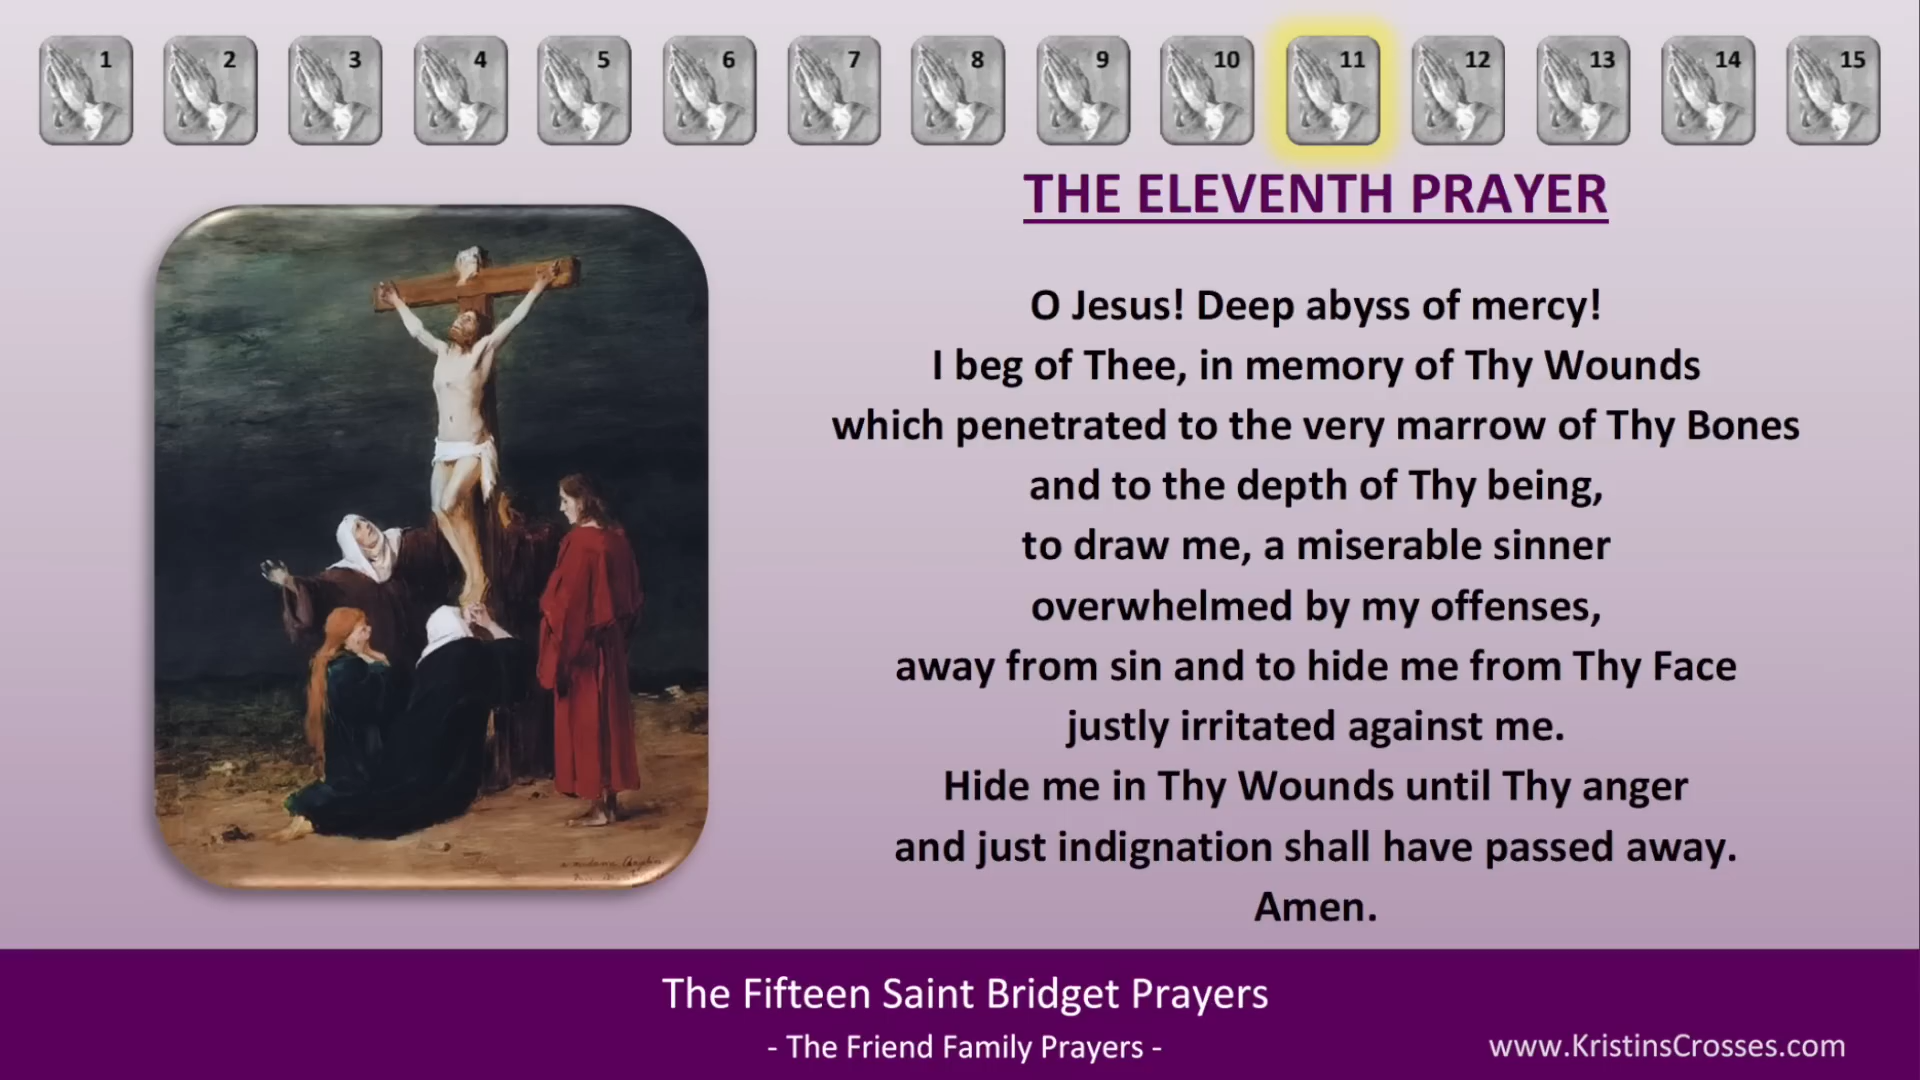 1 2 3 4 5 6 7 8 9 10 11 12 13 14 15
THE ELEVENTH PRAYER
O Jesus! Deep abyss of mercy!
I beg of Thee, in memory of Thy Wounds
which penetrated to the very marrow of Thy Bones
and to the depth of Thy being,
to draw me, a miserable sinner
overwhelmed by my offenses,
away from sin and to hide me from Thy Face
justly irritated against me.
Hide me in Thy Wounds until Thy anger
and just indignation shall have passed away.
Amen.
The Fifteen Saint Bridget Prayers
- The Friend Family Prayers -
www.KristinsCrosses.com